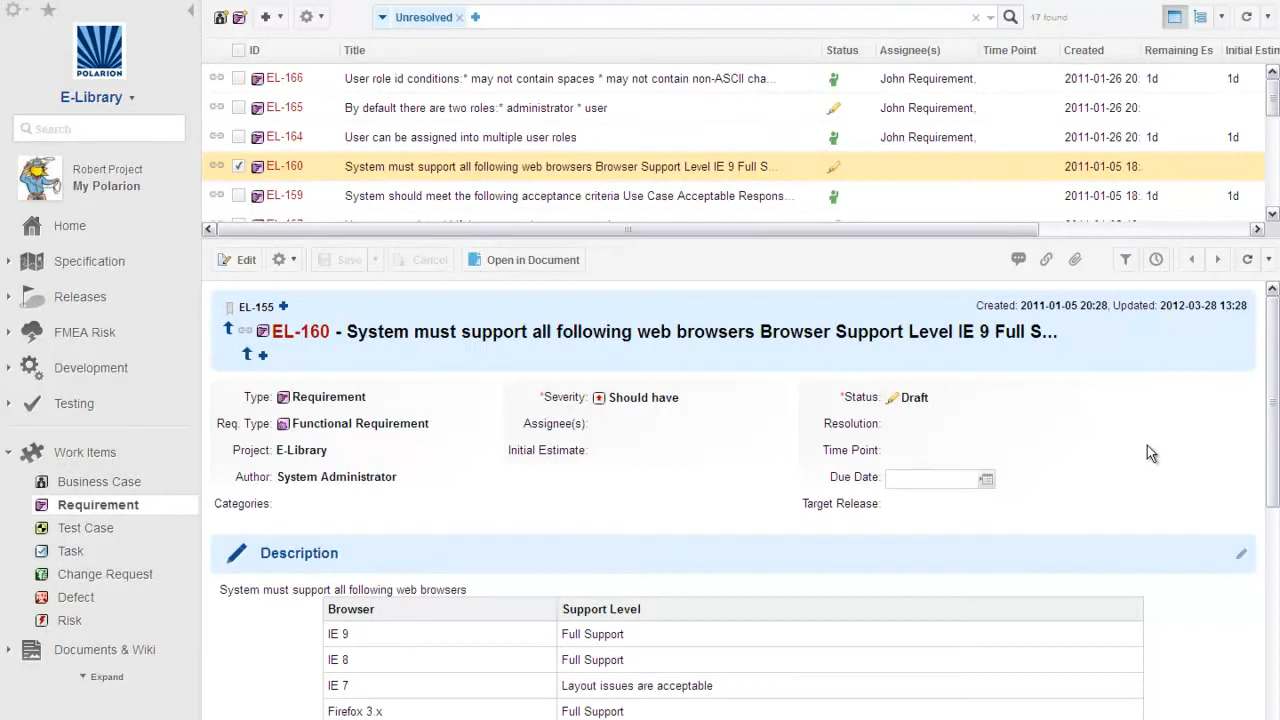 POLARION
E-Library
Search
Robert Project
My Polarion
Home
Specification
Releases
FMEA Risk
Development
Testing
Work Items
Business Case
Requirement
Test Case
Task
Change Request
Defect
Risk
Documents & Wiki
Expand
Unresolved
17 found
ID Title Status Assignee(s) Time Point Created Remaining Es Initial Estim
EL-166 User role id conditions:* may not contain spaces * may not contain non-ASCII cha... John Requirement, 2011-01-26 20: 1d 1d
EL-165 By default there are two roles:* administrator * user John Requirement, 2011-01-26 20: 1d 1d
EL-164 User can be assigned into multiple user roles John Requirement, 2011-01-26 20: 1d 1d
EL-160 System must support all following web browsers Browser Support Level IE 9 Full S... 2011-01-05 18:
EL-159 System should meet the following acceptance criteria Use Case Acceptable Respons... 2011-01-05 18: 1d 1d
Edit Save Cancel Open in Document
EL-155
Created: 2011-01-05 20:28, Updated: 2012-03-28 13:28
EL-160 - System must support all following web browsers Browser Support Level IE 9 Full S...
Type: Requirement *Severity: Should have *Status: Draft
Req. Type: Functional Requirement Assignee(s): Resolution:
Project: E-Library Initial Estimate: Time Point:
Author: System Administrator Due Date:
Categories: Target Release:
Description
System must support all following web browsers
Browser Support Level
IE 9 Full Support
IE 8 Full Support
IE 7 Layout issues are acceptable
Firefox 3.x Full Support